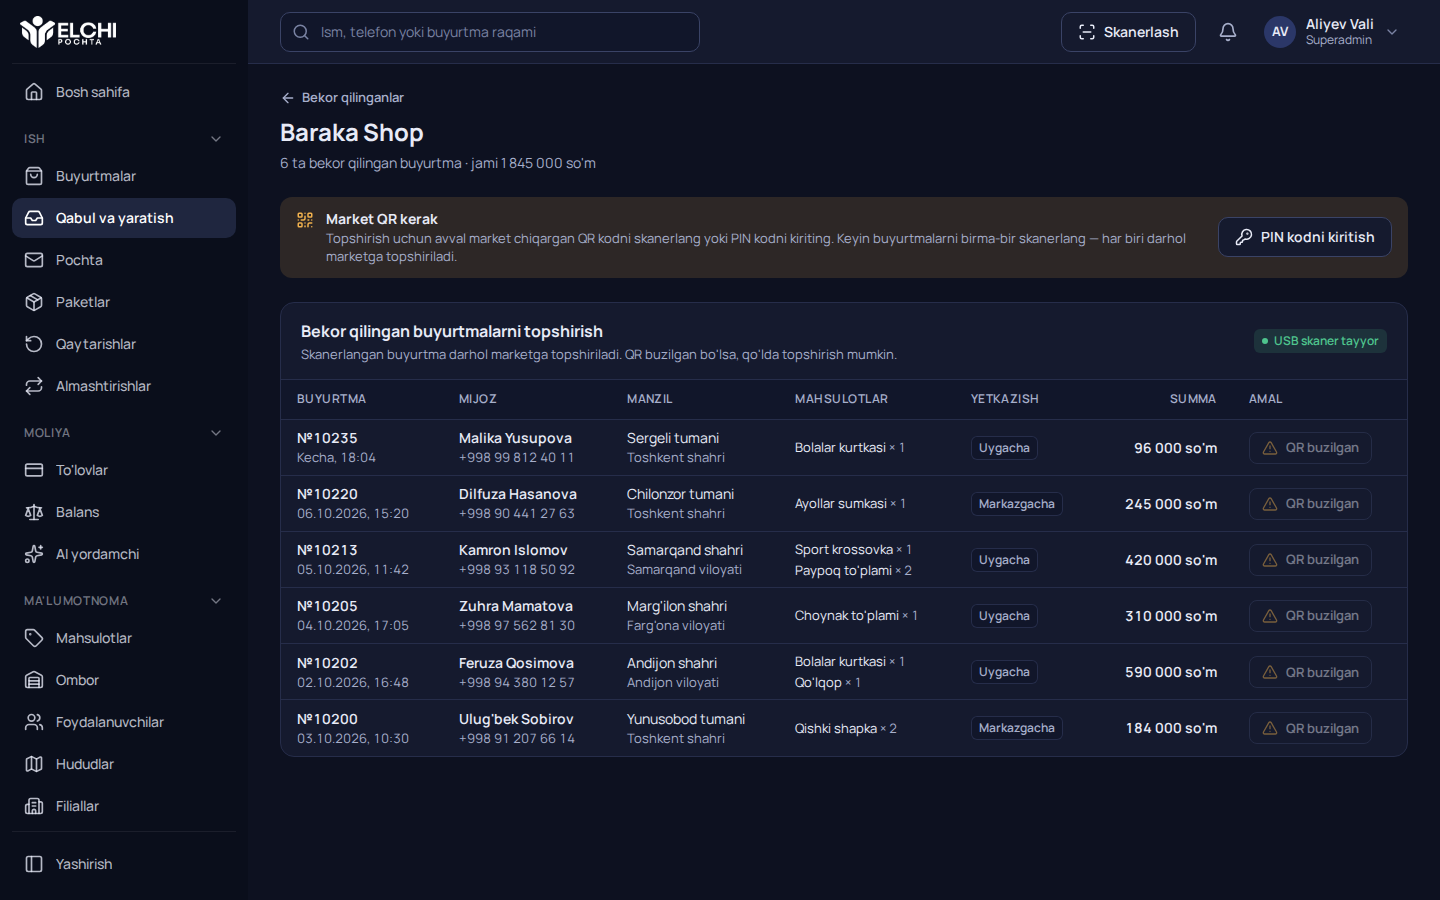 ELCHI
POCHTA
Ism, telefon yoki buyurtma raqami
Skanerlash
AV
Aliyev Vali
Superadmin
Bosh sahifa
ISH
Buyurtmalar
Qabul va yaratish
Pochta
Paketlar
Qaytarishlar
Almashtirishlar
MOLIYA
To'lovlar
Balans
AI yordamchi
MA'LUMOTNOMA
Mahsulotlar
Ombor
Foydalanuvchilar
Hududlar
Filiallar
Yashirish
Bekor qilinganlar
Baraka Shop
6 ta bekor qilingan buyurtma · jami 1 845 000 so'm
Market QR kerak
Topshirish uchun avval market chiqargan QR kodni skanerlang yoki PIN kodni kiriting. Keyin buyurtmalarni birma-bir skanerlang — har biri darhol
marketga topshiriladi.
PIN kodni kiritish
Bekor qilingan buyurtmalarni topshirish
Skanerlangan buyurtma darhol marketga topshiriladi. QR buzilgan bo'lsa, qo'lda topshirish mumkin.
USB skaner tayyor
BUYURTMA MIJOZ MANZIL MAHSULOTLAR YETKAZISH SUMMA AMAL
№10235 Malika Yusupova Sergeli tumani Bolalar kurtkasi × 1 Uygacha 96 000 so'm QR buzilgan
Kecha, 18:04 +998 99 812 40 11 Toshkent shahri
№10220 Dilfuza Hasanova Chilonzor tumani Ayollar sumkasi × 1 Markazgacha 245 000 so'm QR buzilgan
06.10.2026, 15:20 +998 90 441 27 63 Toshkent shahri
№10213 Kamron Islomov Samarqand shahri Sport krossovka × 1 Uygacha 420 000 so'm QR buzilgan
05.10.2026, 11:42 +998 93 118 50 92 Samarqand viloyati Paypoq to'plami × 2
№10205 Zuhra Mamatova Marg'ilon shahri Choynak to'plami × 1 Uygacha 310 000 so'm QR buzilgan
04.10.2026, 17:05 +998 97 562 81 30 Farg'ona viloyati
№10202 Feruza Qosimova Andijon shahri Bolalar kurtkasi × 1 Uygacha 590 000 so'm QR buzilgan
02.10.2026, 16:48 +998 94 380 12 57 Andijon viloyati Qo'lqop × 1
№10200 Ulug'bek Sobirov Yunusobod tumani Qishki shapka × 2 Markazgacha 184 000 so'm QR buzilgan
03.10.2026, 10:30 +998 91 207 66 14 Toshkent shahri